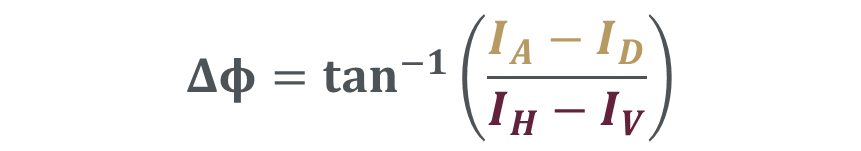 Δϕ = tan⁻¹ (I_A − I_D / I_H − I_V)